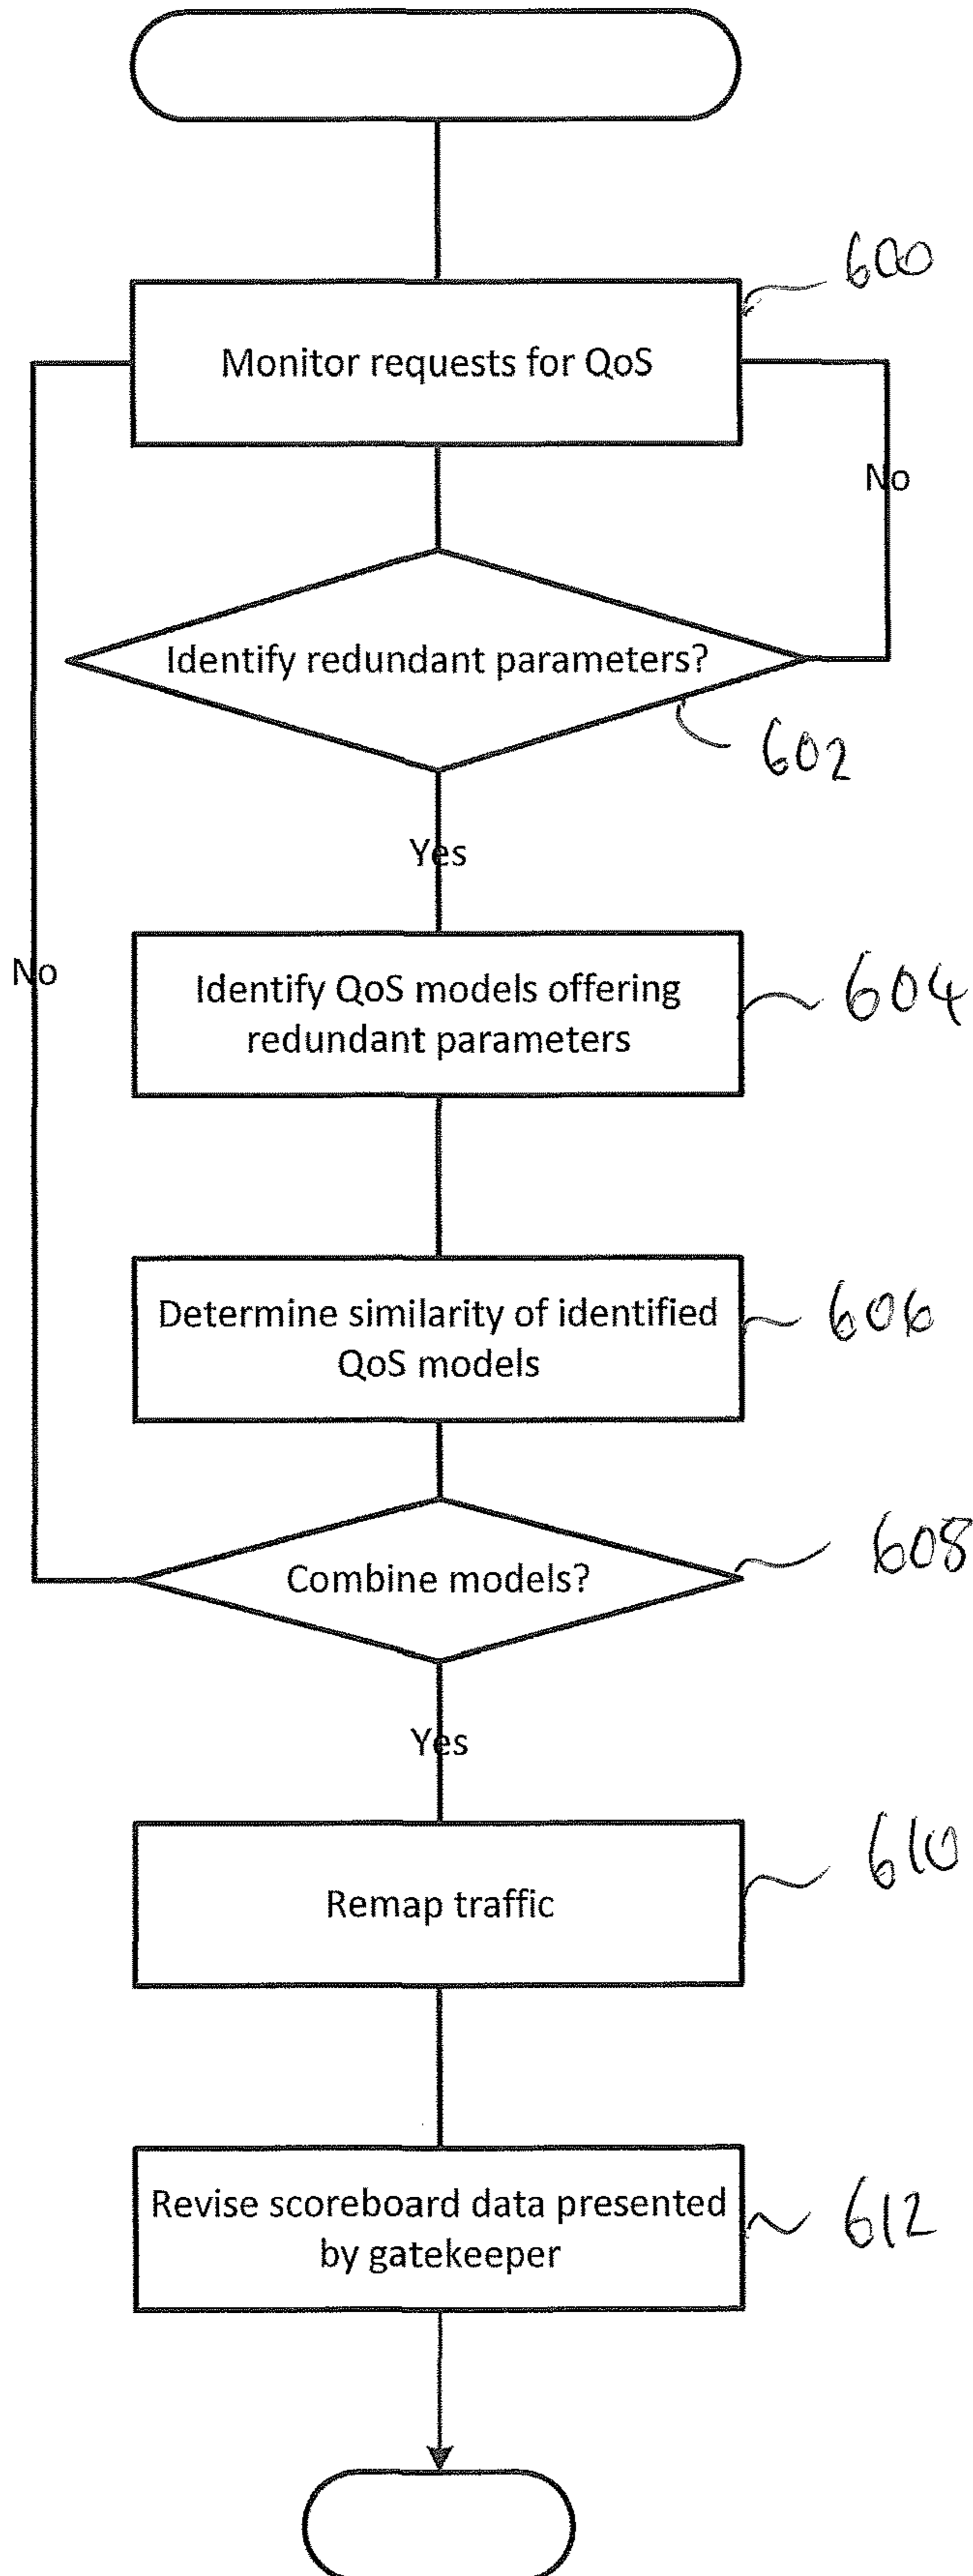 600
Monitor requests for QoS
No
Identify redundant parameters?
602
Yes
No
Identify QoS models offering
redundant parameters
604
Determine similarity of identified
QoS models
606
Combine models?
608
Yes
Remap traffic
610
Revise scoreboard data presented
by gatekeeper
612